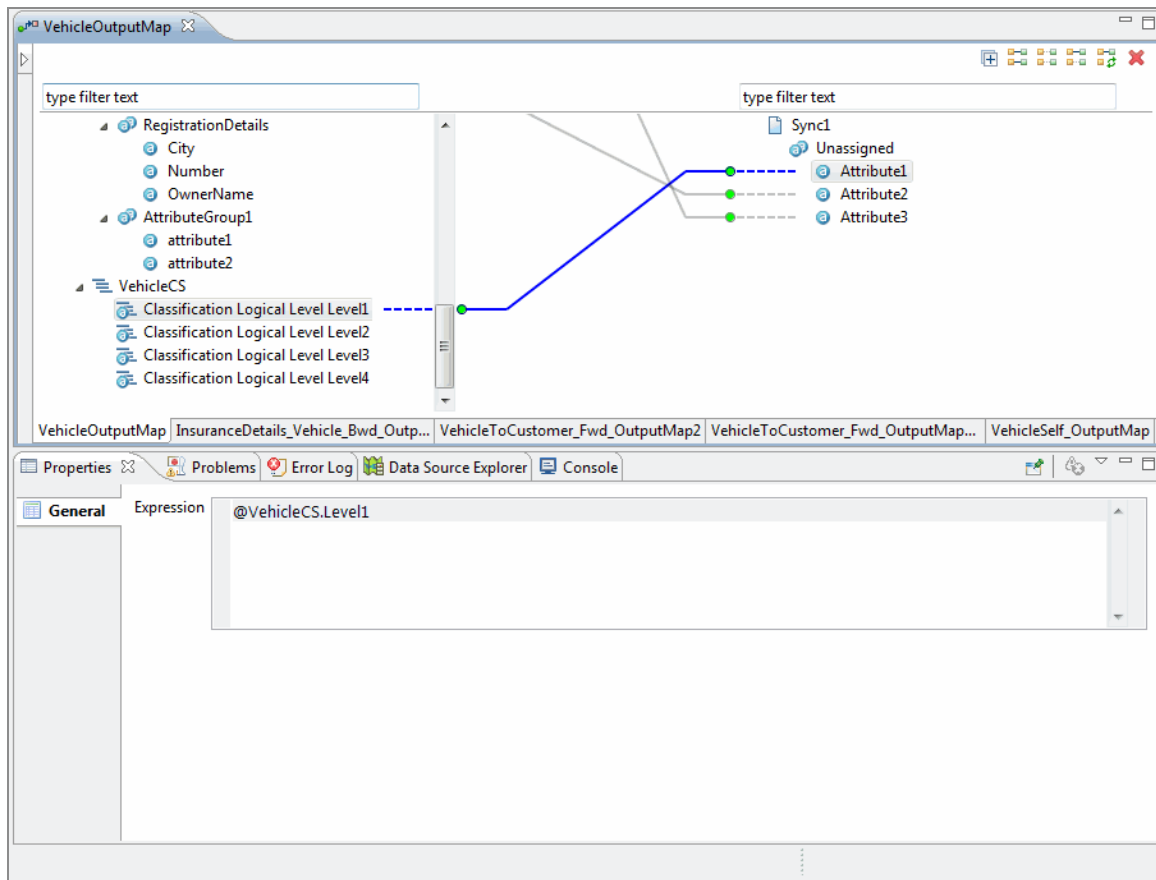 VehicleOutputMap
type filter text
type filter text
RegistrationDetails
City
Number
OwnerName
AttributeGroup1
attribute1
attribute2
VehicleCS
Classification Logical Level Level1
Classification Logical Level Level2
Classification Logical Level Level3
Classification Logical Level Level4
Sync1
Unassigned
Attribute1
Attribute2
Attribute3
VehicleOutputMap InsuranceDetails_Vehicle_Bwd_Outp... VehicleToCustomer_Fwd_OutputMap2 VehicleToCustomer_Fwd_OutputMap... VehicleSelf_OutputMap
Properties Problems Error Log Data Source Explorer Console
General
Expression
@VehicleCS.Level1